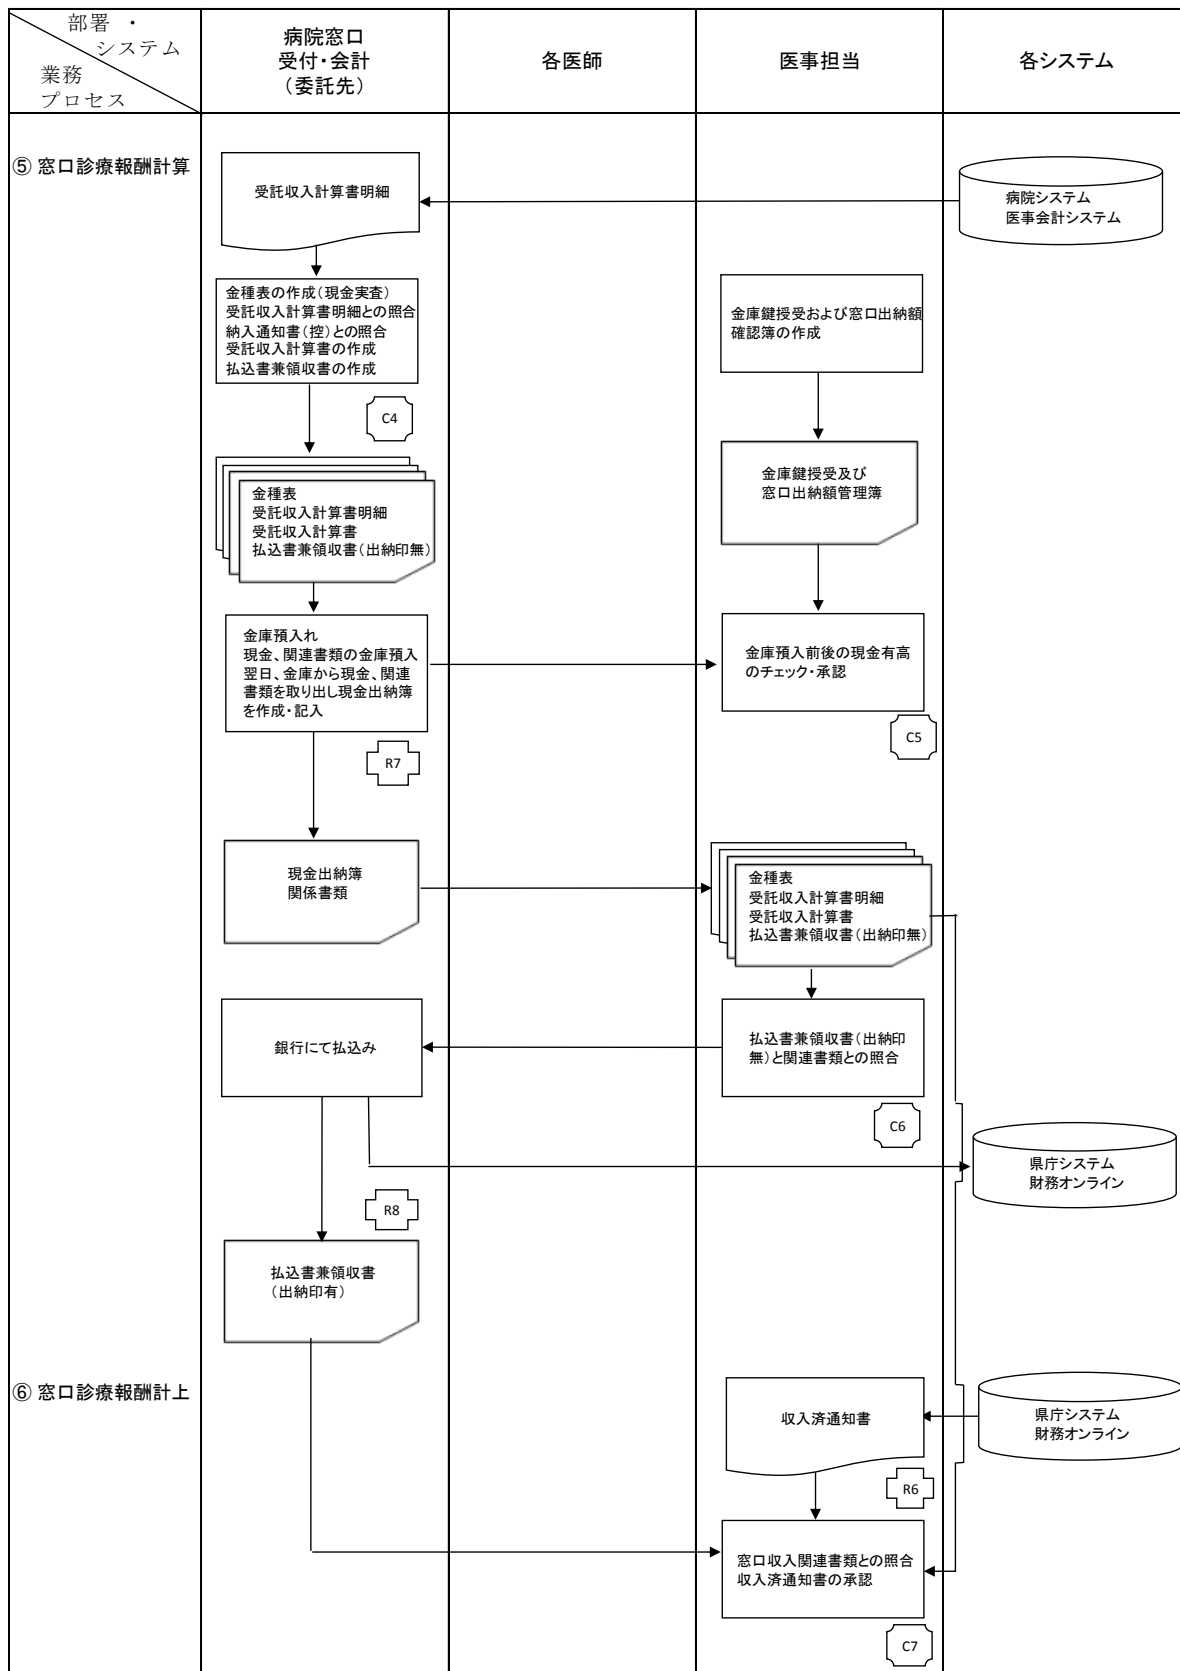 部署 ・
システム
業務
プロセス
病院窓口
受付・会計
（委託先）
各医師
医事担当
各システム
⑤ 窓口診療報酬計算
受託収入計算書明細
病院システム
医事会計システム
金種表の作成（現金実査）
受託収入計算書明細との照合
納入通知書（控）との照合
受託収入計算書の作成
払込書兼領収書の作成
金庫鍵授受および窓口出納額
確認簿の作成
C4
金種表
受託収入計算書明細
受託収入計算書
払込書兼領収書（出納印無）
金庫鍵授受及び
窓口出納額管理簿
金庫預入れ
現金、関連書類の金庫預入
翌日、金庫から現金、関連
書類を取り出し現金出納簿
を作成・記入
金庫預入前後の現金有高
のチェック・承認
C5
R7
現金出納簿
関係書類
金種表
受託収入計算書明細
受託収入計算書
払込書兼領収書（出納印無）
銀行にて払込み
払込書兼領収書（出納印
無）と関連書類との照合
C6
県庁システム
財務オンライン
R8
払込書兼領収書
（出納印有）
⑥ 窓口診療報酬計上
収入済通知書
県庁システム
財務オンライン
R6
窓口収入関連書類との照合
収入済通知書の承認
C7